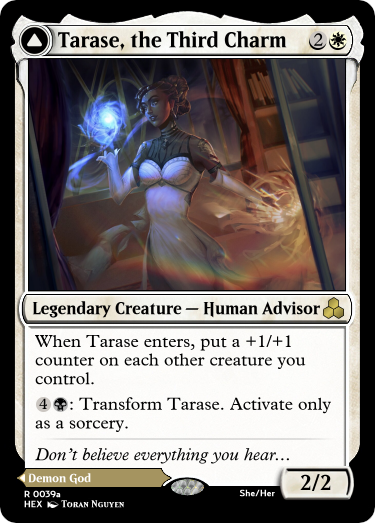 Tarase, the Third Charm 2
Legendary Creature — Human Advisor
When Tarase enters, put a +1/+1
counter on each other creature you
control.
4: Transform Tarase. Activate only
as a sorcery.
Don't believe everything you hear…
Demon God
2/2
R 0039a
She/Her
HEX Toran Nguyen